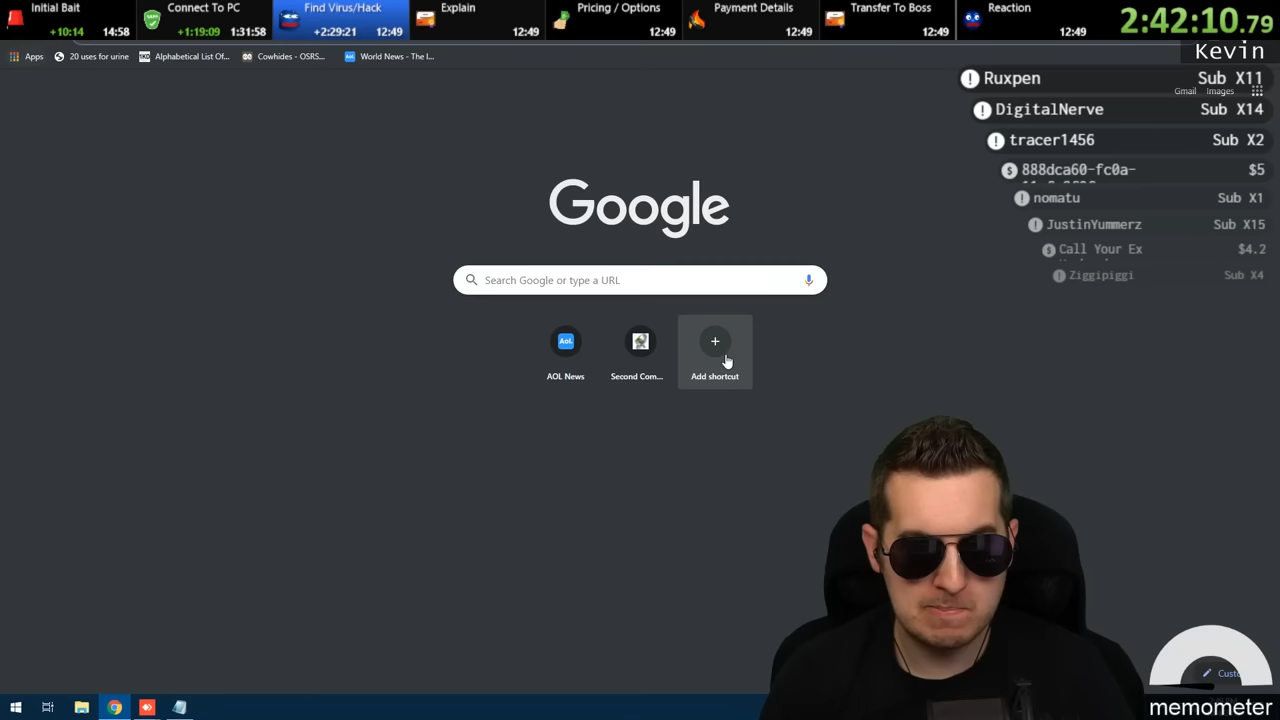 Initial Bait
+10:14 14:58
Connect To PC
+1:19:09 1:31:58
Find Virus/Hack
+2:29:21 12:49
Explain
12:49
Pricing / Options
12:49
Payment Details
12:49
Transfer To Boss
12:49
Reaction
12:49
2:42:10.79
Kevin
Apps
20 uses for urine
Alphabetical List Of...
Cowhides - OSRS...
World News - The I...
Ruxpen Sub X11
Gmail Images
DigitalNerve Sub X14
tracer1456 Sub X2
888dca60-fc0a- $5
nomatu Sub X1
JustinYummerz Sub X15
Call Your Ex $4.2
Ziggipiggi Sub X4
Google
Search Google or type a URL
Aol.
AOL News
Second Com...
Add shortcut
Custo
memometer